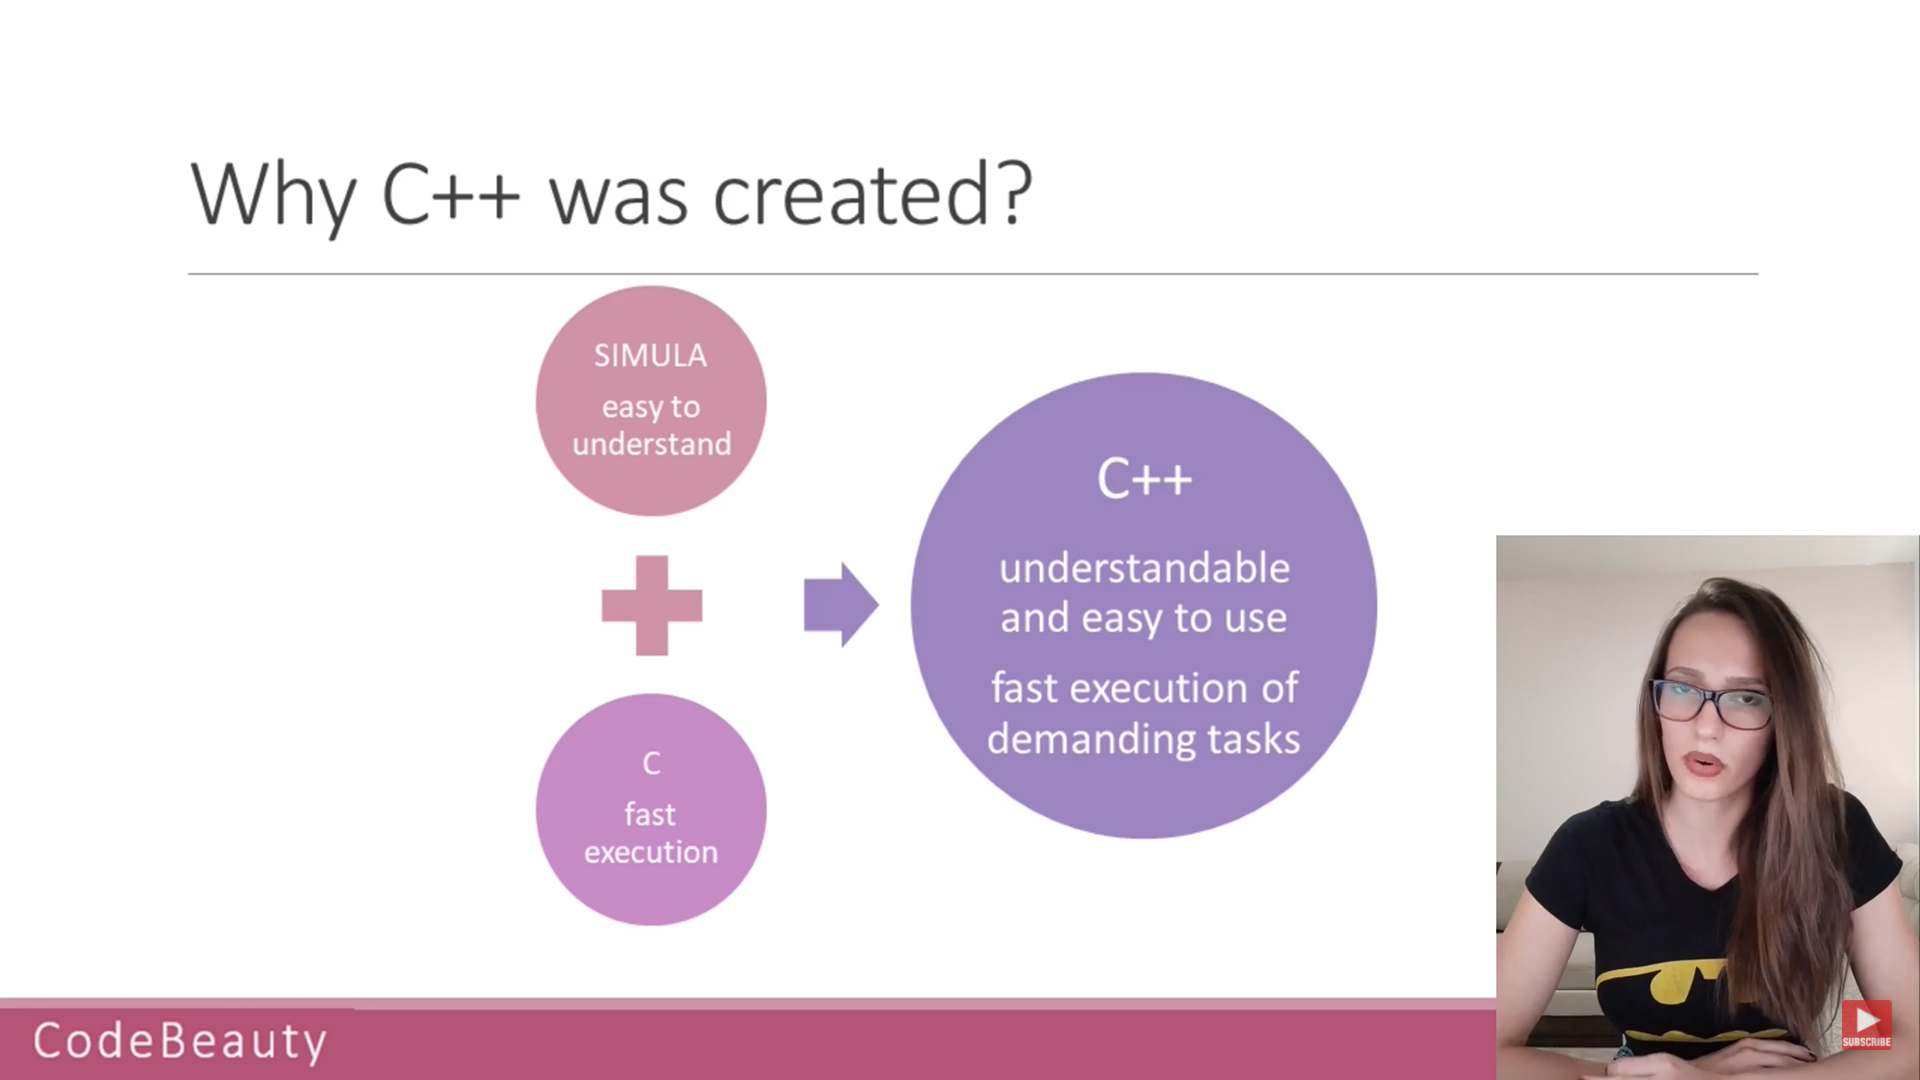 Why C++ was created?
SIMULA
easy to
understand
C
fast
execution
C++
understandable
and easy to use
fast execution of
demanding tasks
CodeBeauty
SUBSCRIBE